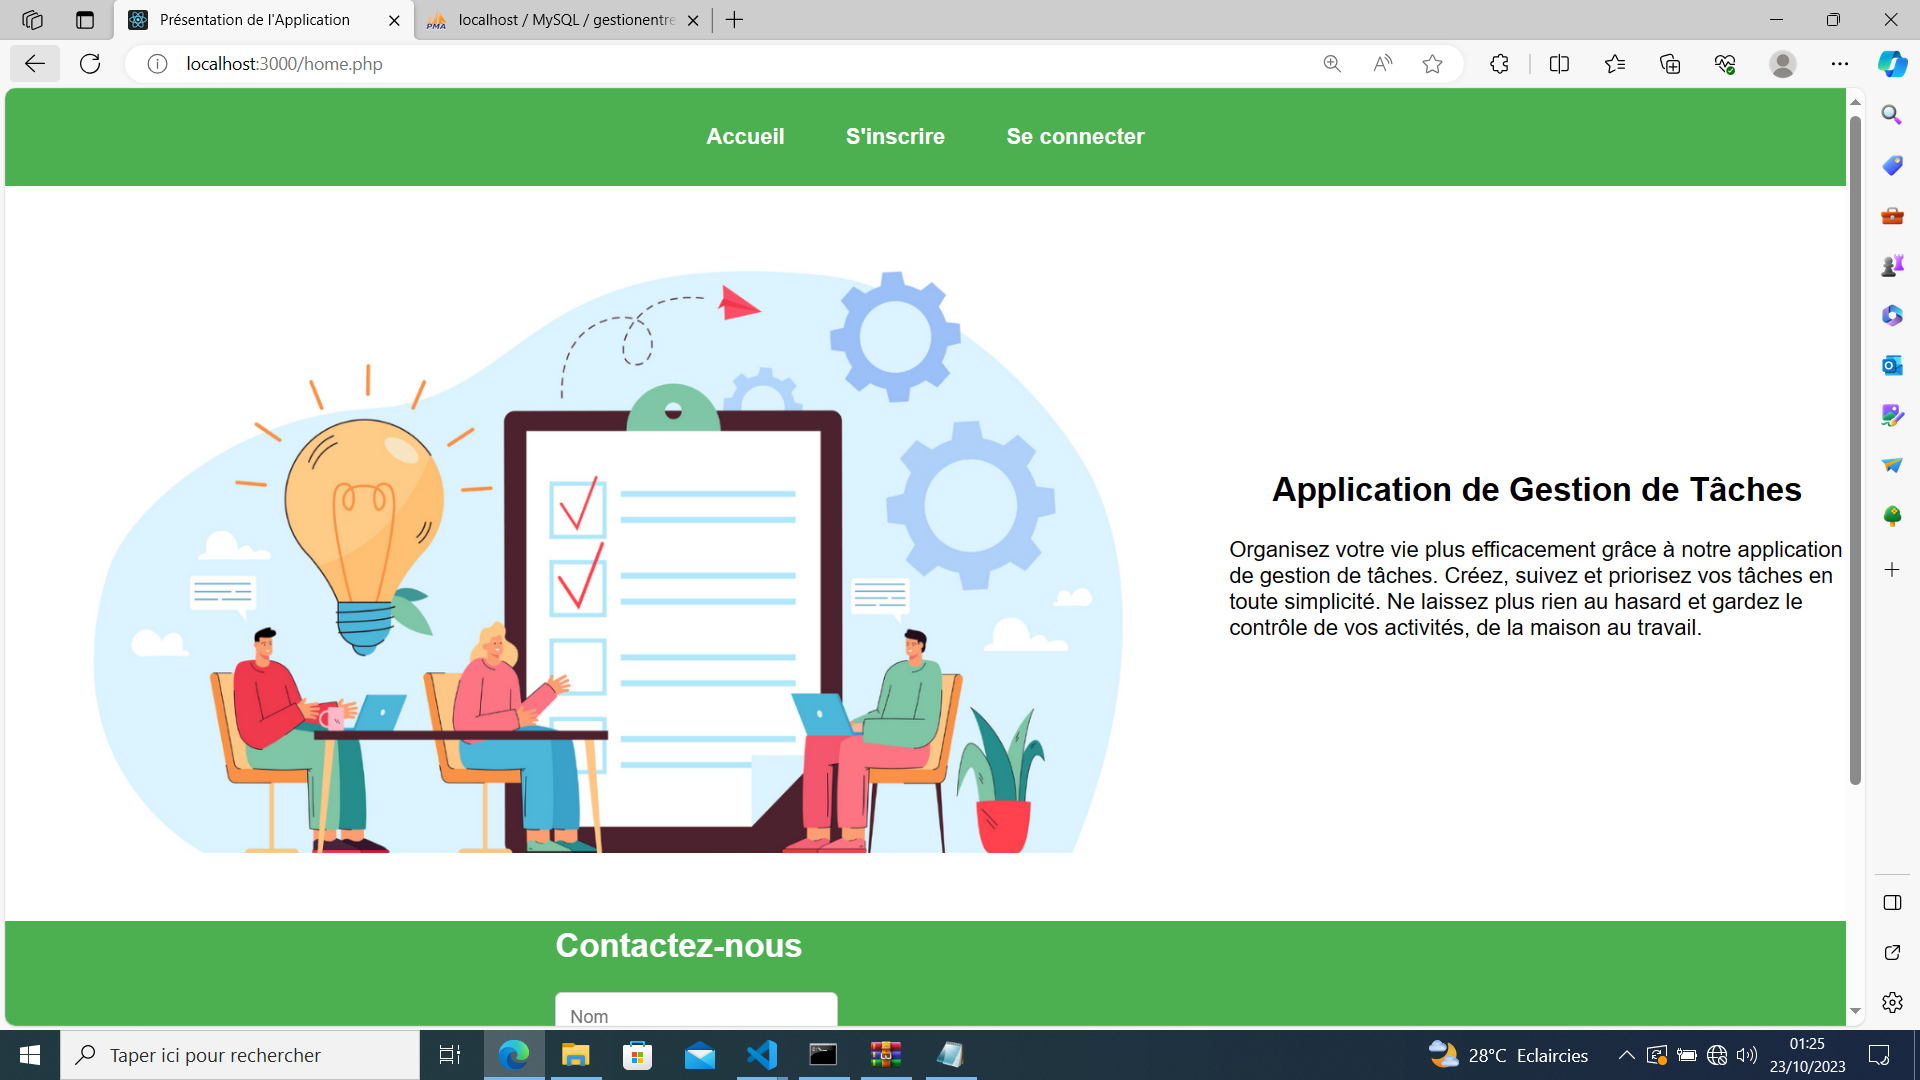 Présentation de l'Application
localhost / MySQL / gestionentre
localhost:3000/home.php
Accueil
S'inscrire
Se connecter
Application de Gestion de Tâches
Organisez votre vie plus efficacement grâce à notre application
de gestion de tâches. Créez, suivez et priorisez vos tâches en
toute simplicité. Ne laissez plus rien au hasard et gardez le
contrôle de vos activités, de la maison au travail.
Contactez-nous
Nom
Taper ici pour rechercher
28°C Eclaircies
01:25
23/10/2023